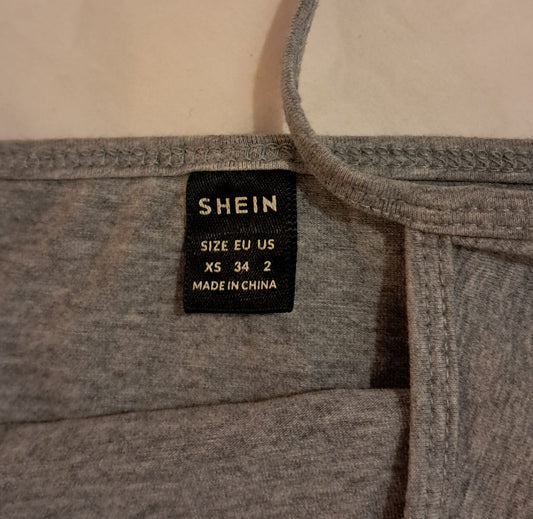 SHEIN
SIZE EU US
XS 34 2
MADE IN CHINA